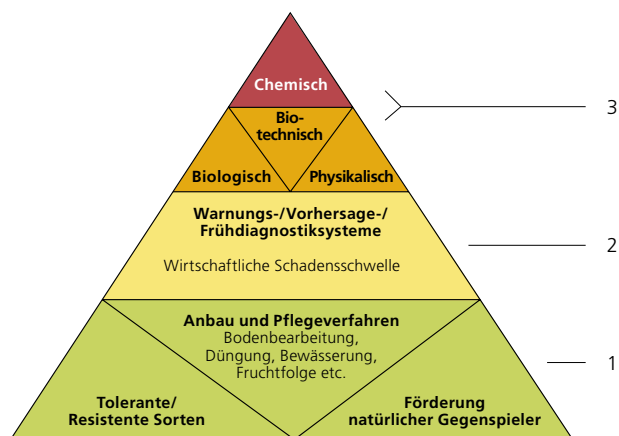 Chemisch
3
Bio-
technisch
Biologisch
Physikalisch
Warnungs-/Vorhersage-/
Frühdiagnostiksysteme
2
Wirtschaftliche Schadensschwelle
Anbau und Pflegeverfahren
Bodenbearbeitung,
Düngung, Bewässerung,
Fruchtfolge etc.
1
Tolerante/
Resistente Sorten
Förderung
natürlicher Gegenspieler